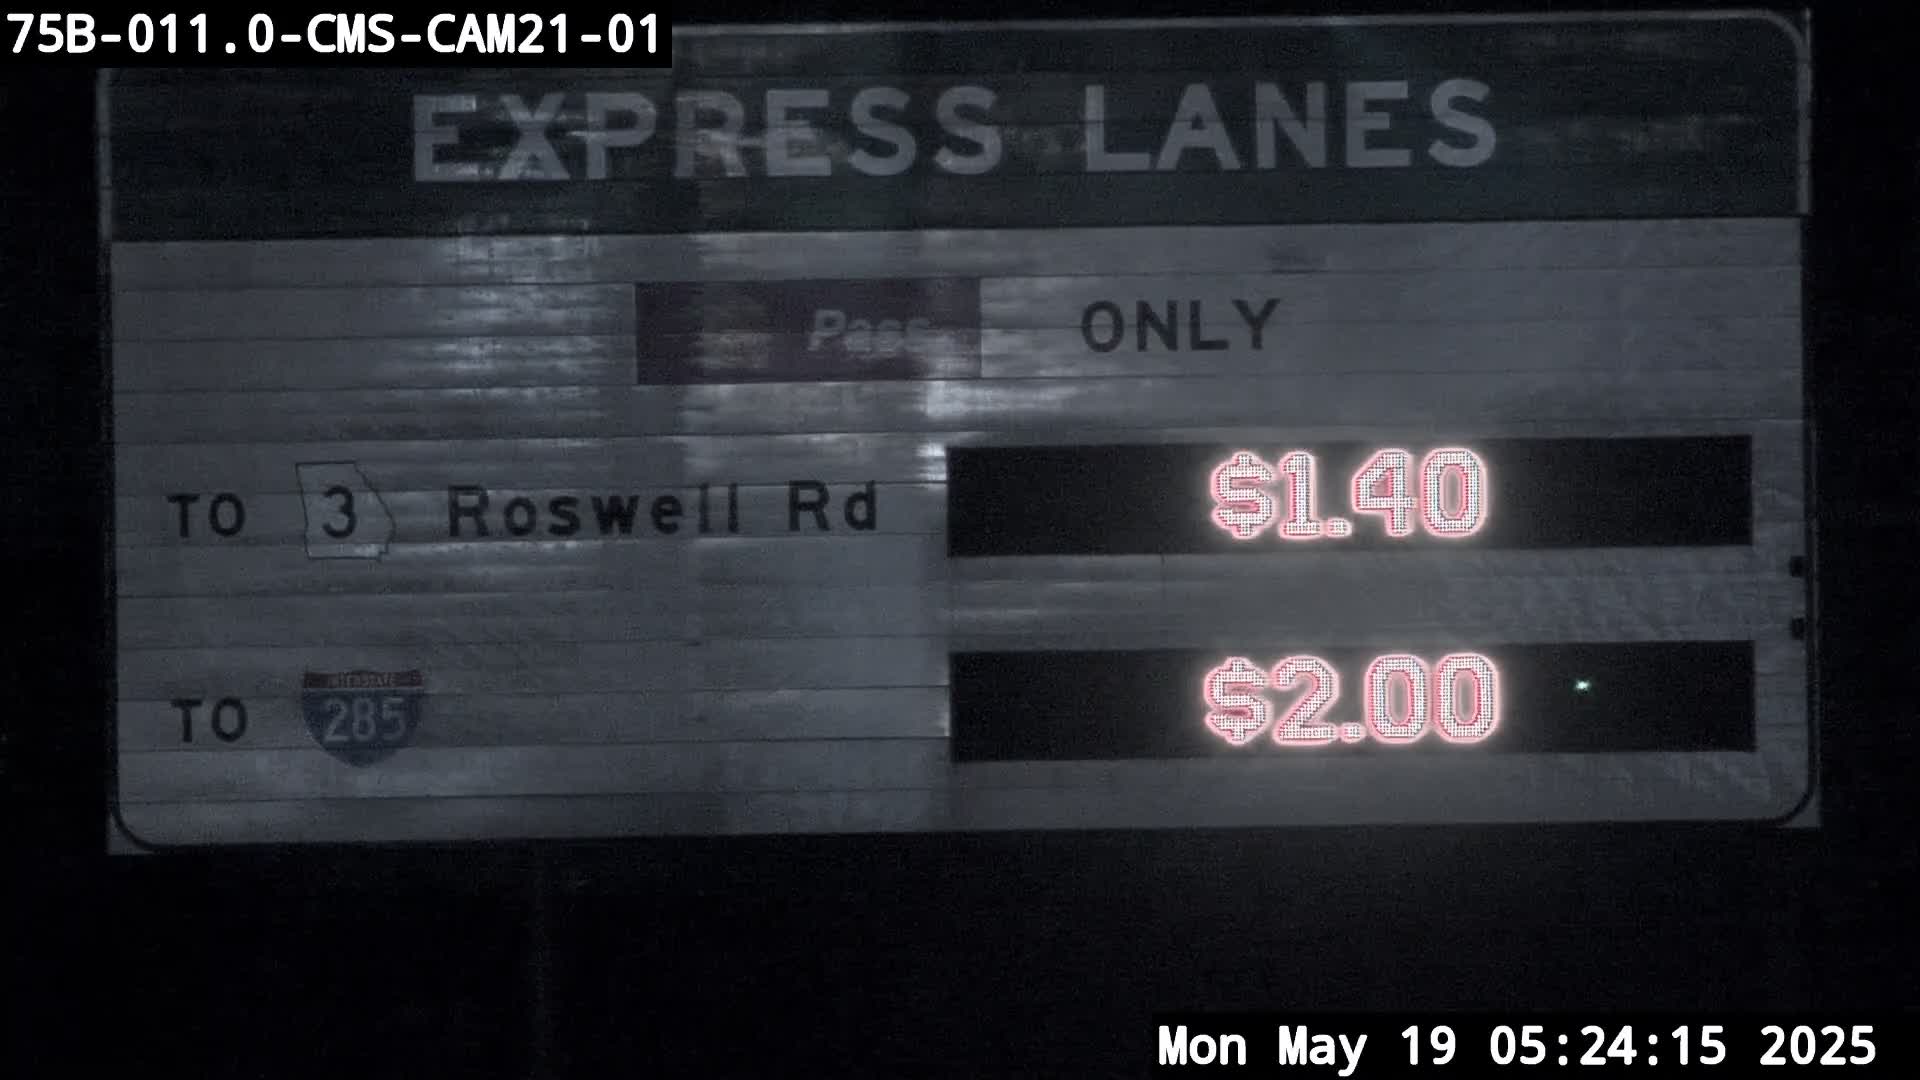 75B-011.0-CMS-CAM21-01
EXPRESS LANES
Pass ONLY
TO 3 Roswell Rd $1.40
INTERSTATE
TO 285 $2.00
Mon May 19 05:24:15 2025